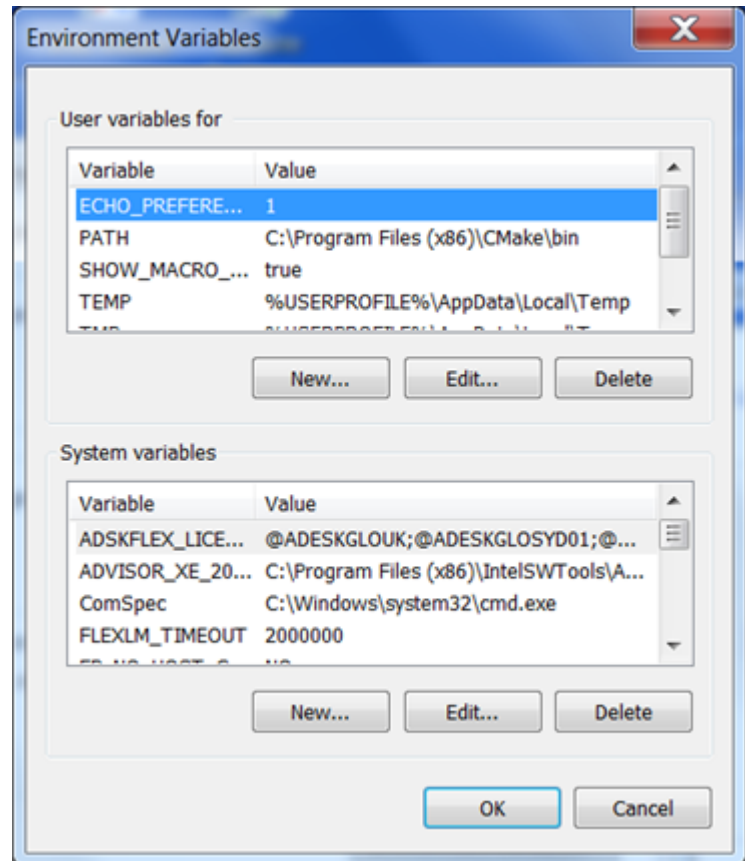 Environment Variables
User variables for
Variable Value
ECHO_PREFERE... 1
PATH C:\Program Files (x86)\CMake\bin
SHOW_MACRO_... true
TEMP %USERPROFILE%\AppData\Local\Temp
New... Edit... Delete
System variables
Variable Value
ADSKFLEX_LICE... @ADESKGLOUK;@ADESKGLOSYD01;@...
ADVISOR_XE_20... C:\Program Files (x86)\IntelSWTools\A...
ComSpec C:\Windows\system32\cmd.exe
FLEXLM_TIMEOUT 2000000
New... Edit... Delete
OK Cancel